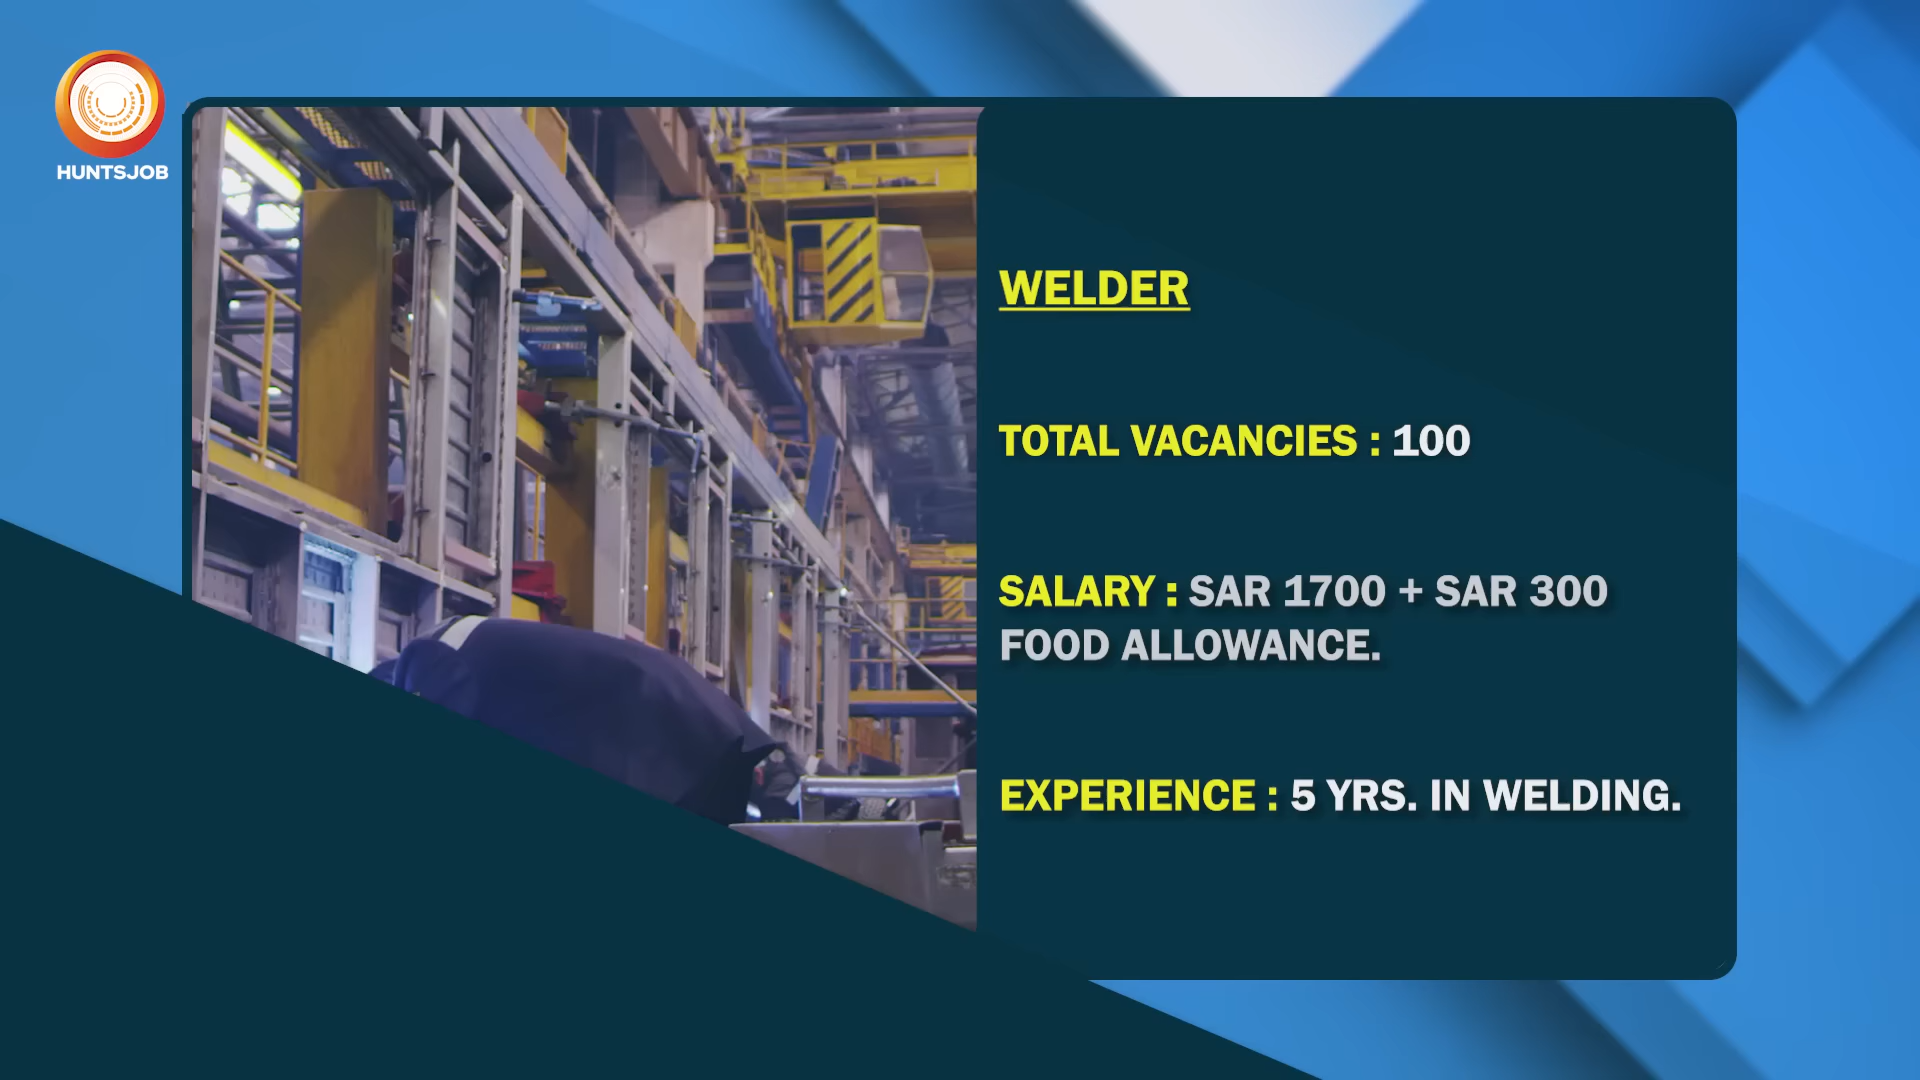 HUNTSJOB
WELDER
TOTAL VACANCIES : 100
SALARY : SAR 1700 + SAR 300
FOOD ALLOWANCE.
EXPERIENCE : 5 YRS. IN WELDING.